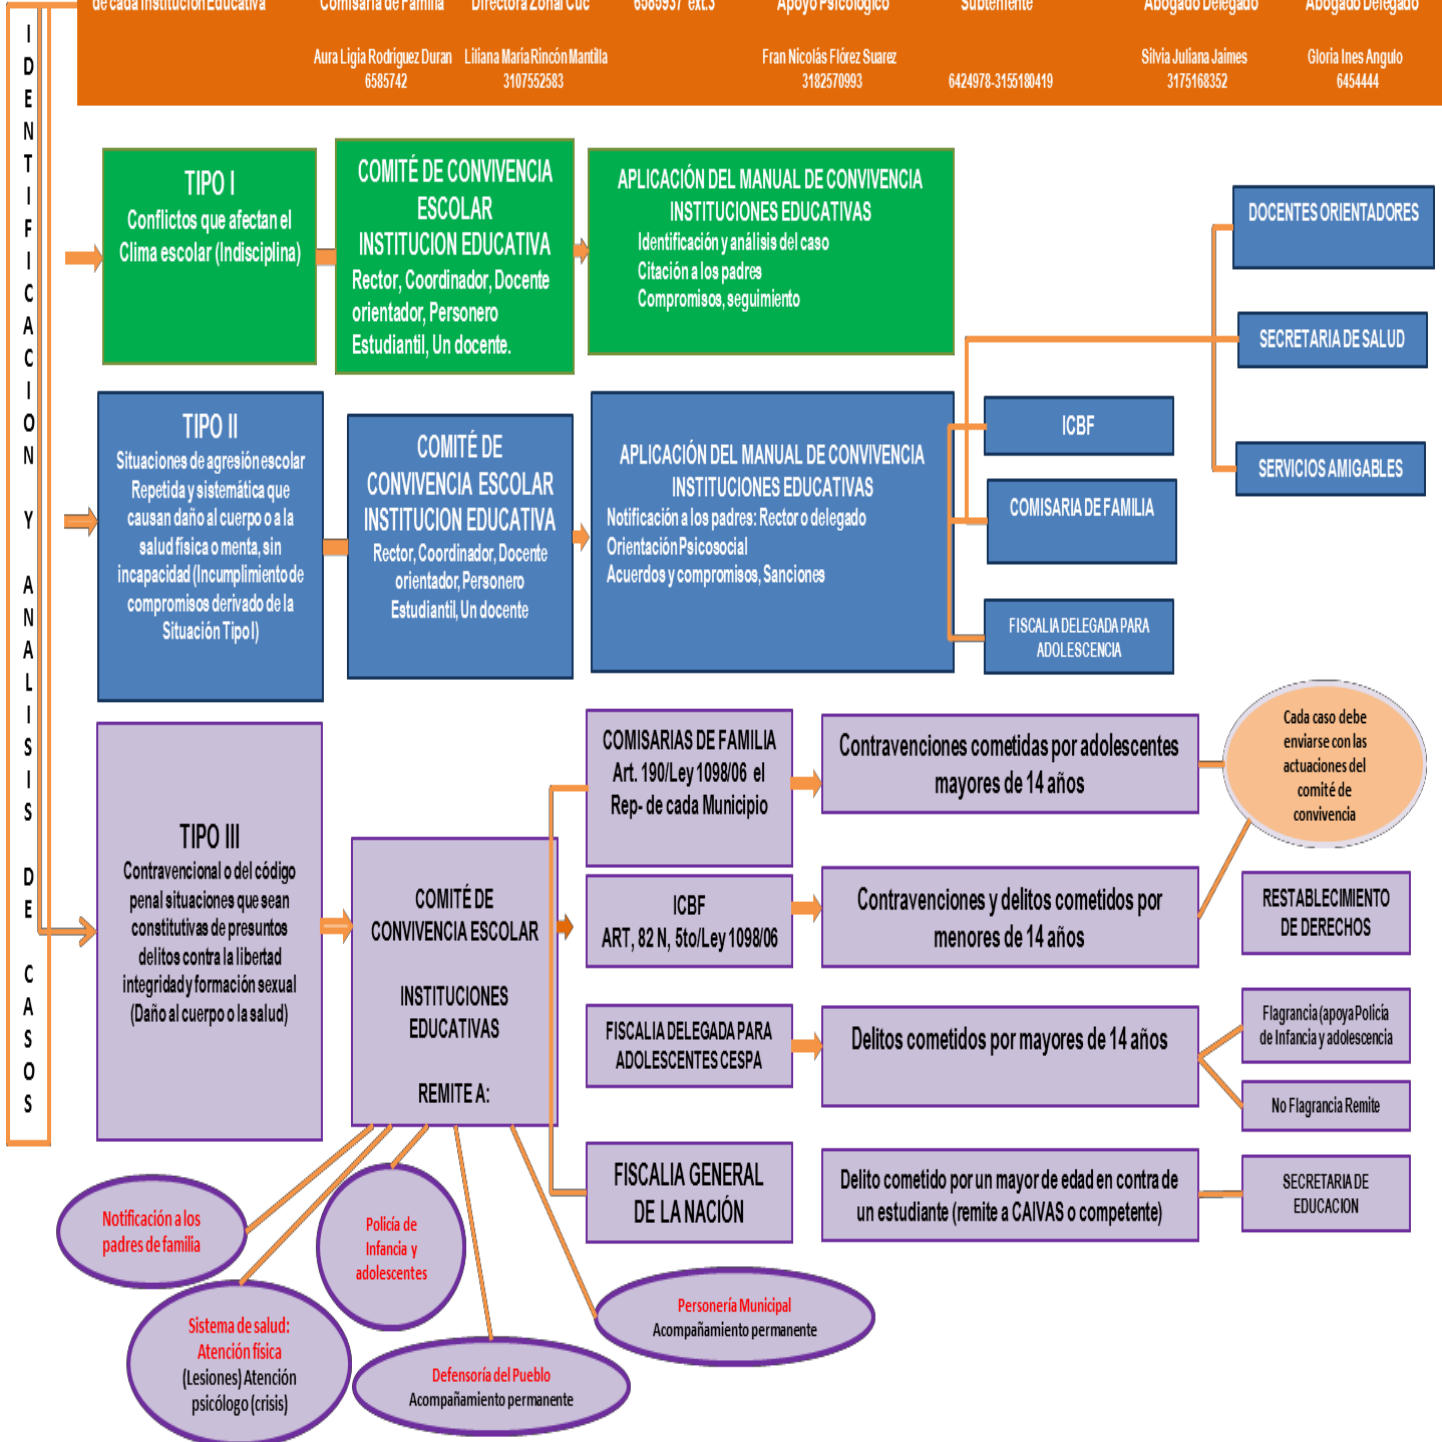 de cada Institución Educativa
Comisaria de Familia
Directora Zonal Cuc
6585937 ext.3
Apoyo Psicológico
Subteniente
Abogado Delegado
Abogado Delegado
Aura Ligia Rodríguez Duran
6585742
Liliana María Rincón Mantilla
3107552583
Fran Nicolás Flórez Suarez
3182570993
6424978-3155180419
Silvia Juliana Jaimes
3175168352
Gloria Ines Angulo
6454444
IDENTIFICACION Y ANALISIS DE CASOS
TIPO I
Conflictos que afectan el
Clima escolar (Indisciplina)
COMITÉ DE CONVIVENCIA
ESCOLAR
INSTITUCION EDUCATIVA
Rector, Coordinador, Docente
orientador, Personero
Estudiantil, Un docente.
APLICACIÓN DEL MANUAL DE CONVIVENCIA
INSTITUCIONES EDUCATIVAS
Identificación y análisis del caso
Citación a los padres
Compromisos, seguimiento
DOCENTES ORIENTADORES
SECRETARIA DE SALUD
SERVICIOS AMIGABLES
TIPO II
Situaciones de agresión escolar
Repetida y sistemática que
causan daño al cuerpo o a la
salud física o menta, sin
incapacidad (Incumplimiento de
compromisos derivado de la
Situación Tipo I)
COMITÉ DE
CONVIVENCIA ESCOLAR
INSTITUCION EDUCATIVA
Rector, Coordinador, Docente
orientador, Personero
Estudiantil, Un docente
APLICACIÓN DEL MANUAL DE CONVIVENCIA
INSTITUCIONES EDUCATIVAS
Notificación a los padres: Rector o delegado
Orientación Psicosocial
Acuerdos y compromisos, Sanciones
ICBF
COMISARIA DE FAMILIA
FISCALIA DELEGADA PARA
ADOLESCENCIA
TIPO III
Contravencional o del código
penal situaciones que sean
constitutivas de presuntos
delitos contra la libertad
integridad y formación sexual
(Daño al cuerpo o la salud)
COMITÉ DE
CONVIVENCIA ESCOLAR
INSTITUCIONES
EDUCATIVAS
REMITE A:
COMISARIAS DE FAMILIA
Art. 190/Ley 1098/06 el
Rep- de cada Municipio
Contravenciones cometidas por adolescentes
mayores de 14 años
Cada caso debe
enviarse con las
actuaciones del
comité de
convivencia
ICBF
ART, 82 N, 5to/Ley 1098/06
Contravenciones y delitos cometidos por
menores de 14 años
RESTABLECIMIENTO
DE DERECHOS
FISCALIA DELEGADA PARA
ADOLESCENTES CESPA
Delitos cometidos por mayores de 14 años
Flagrancia (apoya Policía
de Infancia y adolescencia
No Flagrancia Remite
FISCALIA GENERAL
DE LA NACIÓN
Delito cometido por un mayor de edad en contra de
un estudiante (remite a CAIVAS o competente)
SECRETARIA DE
EDUCACION
Notificación a los
padres de familia
Policía de
Infancia y
adolescentes
Sistema de salud:
Atención física
(Lesiones) Atención
psicólogo (crisis)
Defensoría del Pueblo
Acompañamiento permanente
Personería Municipal
Acompañamiento permanente